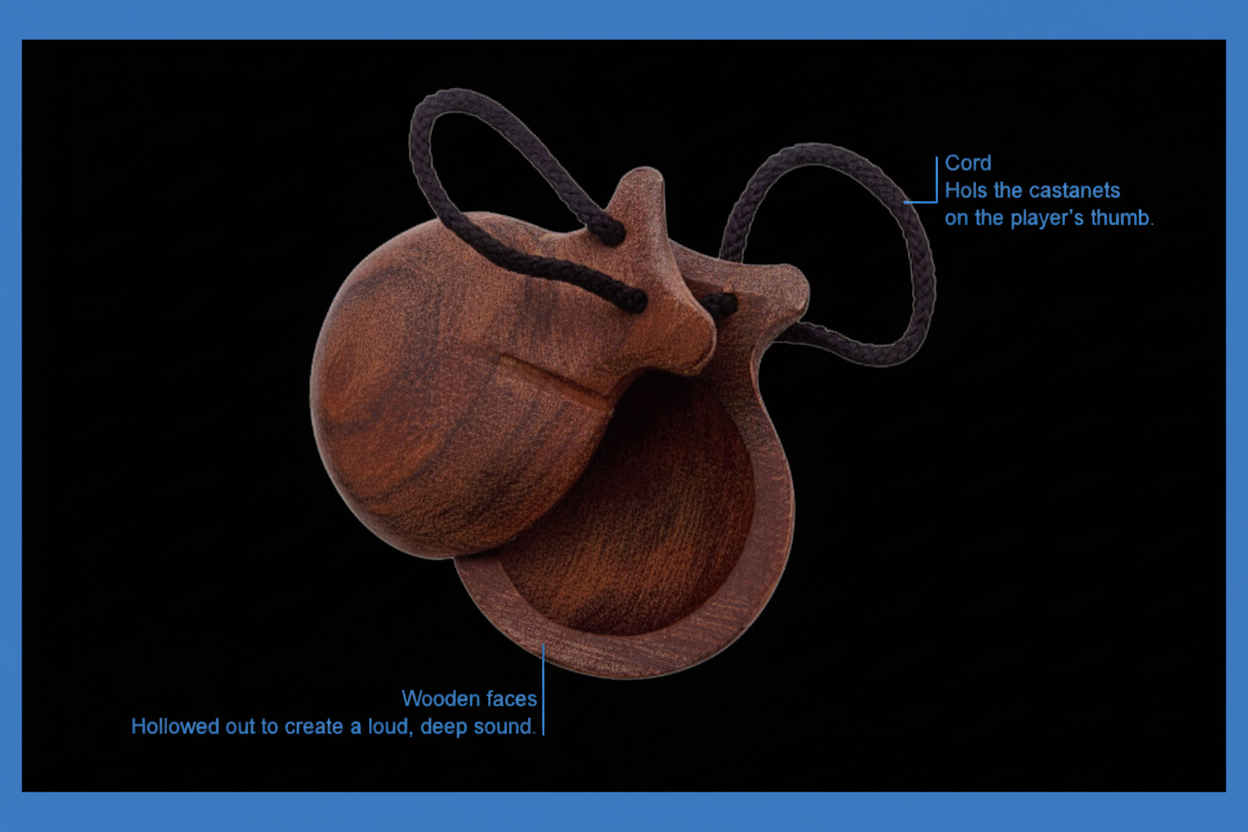 Cord
Hols the castanets
on the player's thumb.
Wooden faces
Hollowed out to create a loud, deep sound.